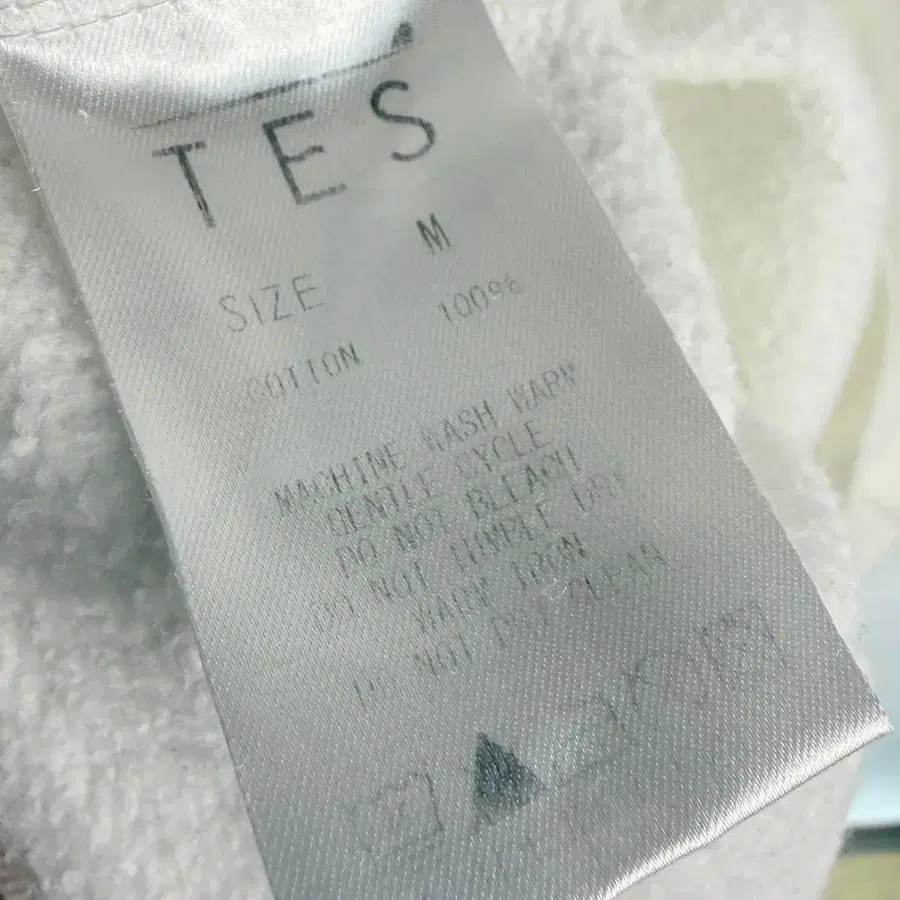 TES
SIZE M
COTTON 100%
MACHINE WASH WARM
GENTLE CYCLE
DO NOT BLEACH
DO NOT TUMBLE DRY
WARM IRON
DO NOT DRY CLEAN